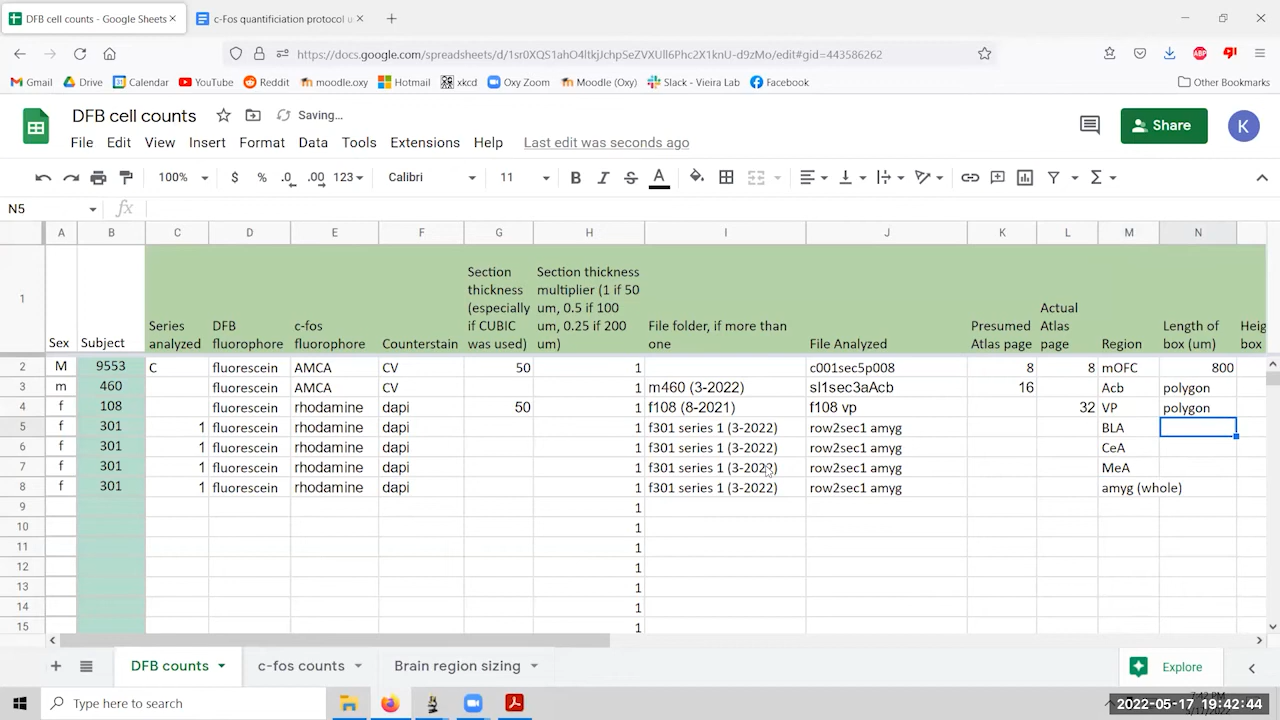 DFB cell counts - Google Sheets
c-Fos quantificiation protocol u
https://docs.google.com/spreadsheets/d/1sr0XQS1ahO4ltkjJchpSeZVXUll6Phc2X1knU-d9zMo/edit#gid=443586262
Gmail Drive Calendar YouTube Reddit moodle.oxy Hotmail xkcd Oxy Zoom Moodle (Oxy) Slack - Vieira Lab Facebook Other Bookmarks
DFB cell counts Saving...
File Edit View Insert Format Data Tools Extensions Help Last edit was seconds ago
Share
K
100% $ % .0 .00 123 Calibri 11 B I S A
N5 fx
A B C D E F G H I J K L M N
1 Sex Subject Series analyzed DFB fluorophore c-fos fluorophore Counterstain Section thickness (especially if CUBIC was used) Section thickness multiplier (1 if 50 um, 0.5 if 100 um, 0.25 if 200 um) File folder, if more than one File Analyzed Presumed Atlas page Actual Atlas page Region Length of box (um) Heig box
2 M 9553 C fluorescein AMCA CV 50 1 c001sec5p008 8 8 mOFC 800
3 m 460 fluorescein AMCA CV 1 m460 (3-2022) sl1sec3aAcb 16 Acb polygon
4 f 108 fluorescein rhodamine dapi 50 1 f108 (8-2021) f108 vp 32 VP polygon
5 f 301 1 fluorescein rhodamine dapi 1 f301 series 1 (3-2022) row2sec1 amyg BLA
6 f 301 1 fluorescein rhodamine dapi 1 f301 series 1 (3-2022) row2sec1 amyg CeA
7 f 301 1 fluorescein rhodamine dapi 1 f301 series 1 (3-2022) row2sec1 amyg MeA
8 f 301 1 fluorescein rhodamine dapi 1 f301 series 1 (3-2022) row2sec1 amyg amyg (whole)
9 1
10 1
11 1
12 1
13 1
14 1
15 1
DFB counts c-fos counts Brain region sizing Explore
Type here to search
2022-05-17, 19:42:44